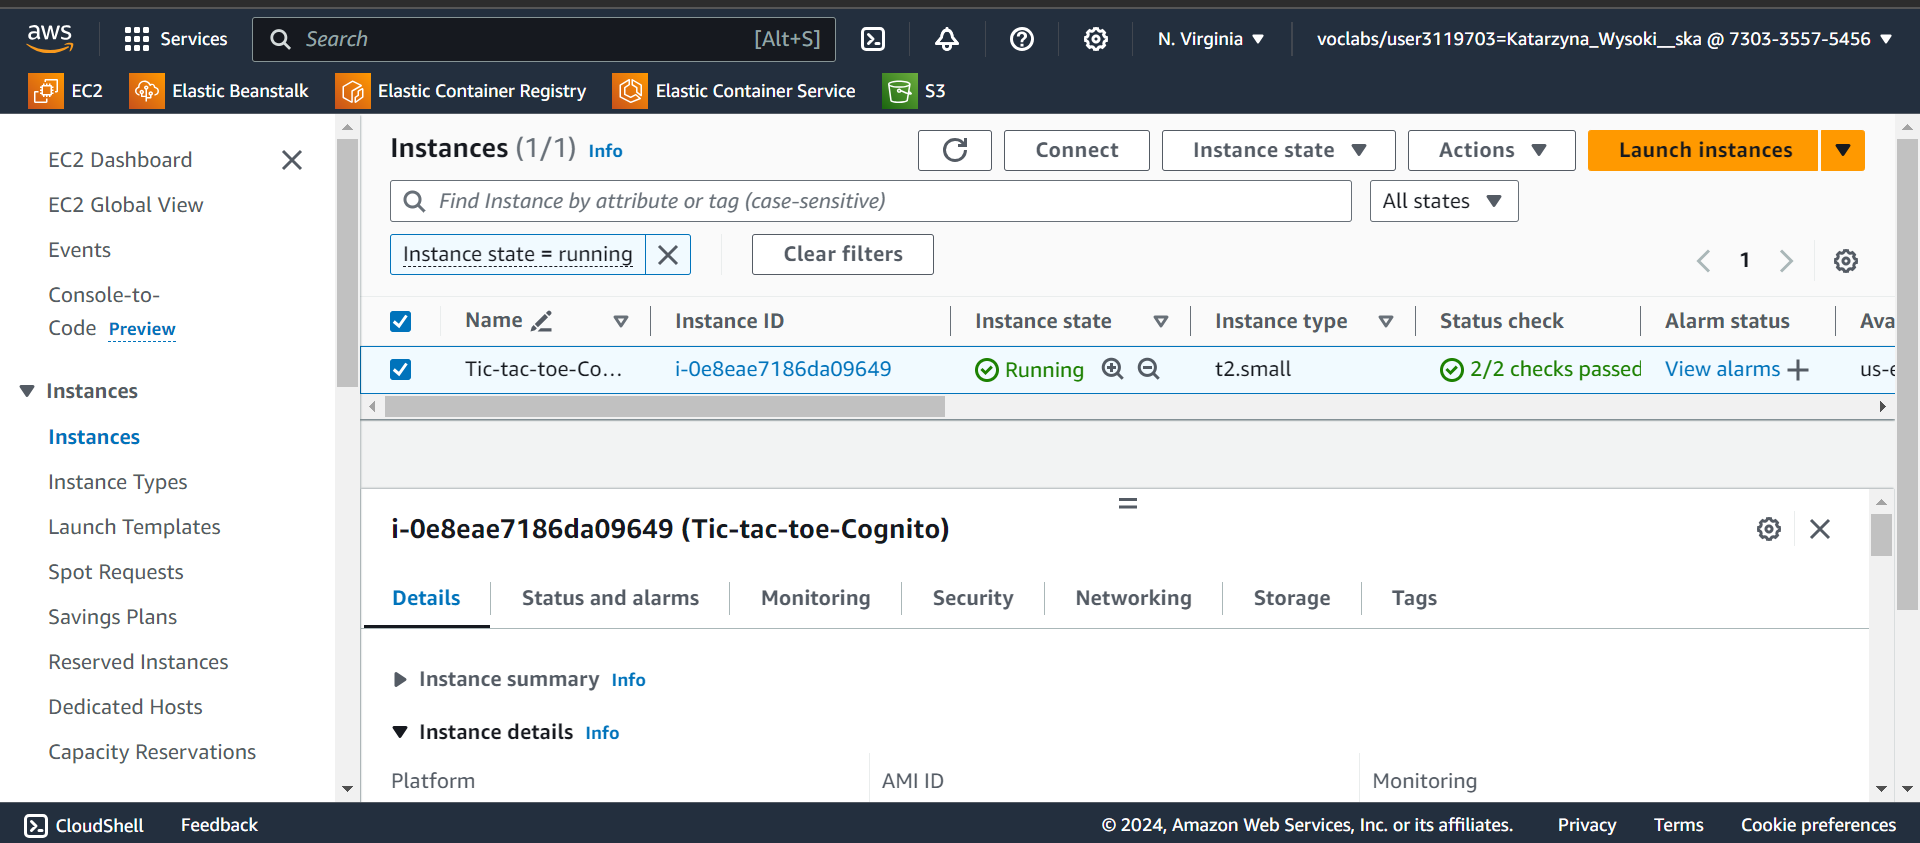 aws Services Search [Alt+S] N. Virginia voclabs/user3119703=Katarzyna_Wysoki__ska @ 7303-3557-5456
EC2 Elastic Beanstalk Elastic Container Registry Elastic Container Service S3
EC2 Dashboard
EC2 Global View
Events
Console-to-
Code Preview
Instances
Instances
Instance Types
Launch Templates
Spot Requests
Savings Plans
Reserved Instances
Dedicated Hosts
Capacity Reservations
Instances (1/1) Info Connect Instance state Actions Launch instances
Find Instance by attribute or tag (case-sensitive) All states
Instance state = running Clear filters
1
Name Instance ID Instance state Instance type Status check Alarm status Ava
Tic-tac-toe-Co... i-0e8eae7186da09649 Running t2.small 2/2 checks passed View alarms us-e
i-0e8eae7186da09649 (Tic-tac-toe-Cognito)
Details Status and alarms Monitoring Security Networking Storage Tags
Instance summary Info
Instance details Info
Platform AMI ID Monitoring
CloudShell Feedback © 2024, Amazon Web Services, Inc. or its affiliates. Privacy Terms Cookie preferences